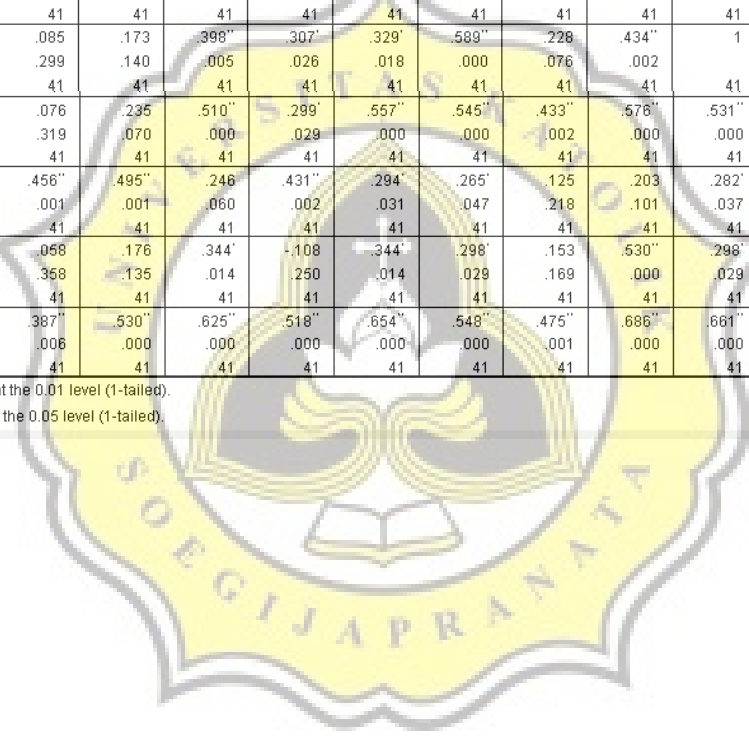 41 41 41 41 41 41 41 41 41
.085 .173 .398** .307* .329* .589** .228 .434** 1
.299 .140 .005 .026 .018 .000 .076 .002
41 41 41 41 41 41 41 41 41
.076 .235 .510** .299* .557** .545** .433** .576** .531**
.319 .070 .000 .029 .000 .000 .002 .000 .000
41 41 41 41 41 41 41 41 41
.456** .495** .246 .431** .294* .265* .125 .203 .282*
.001 .001 .060 .002 .031 .047 .218 .101 .037
41 41 41 41 41 41 41 41 41
.058 .176 .344* -.108 .344* .298* .153 .530** .298*
.358 .135 .014 .250 .014 .029 .169 .000 .029
41 41 41 41 41 41 41 41 41
.387** .530** .625** .518** .654** .548** .475** .686** .661**
.006 .000 .000 .000 .000 .000 .001 .000 .000
41 41 41 41 41 41 41 41 41
t the 0.01 level (1-tailed).
the 0.05 level (1-tailed).
UNIVERSITAS KATOLIK
SOEGIJAPRANATA